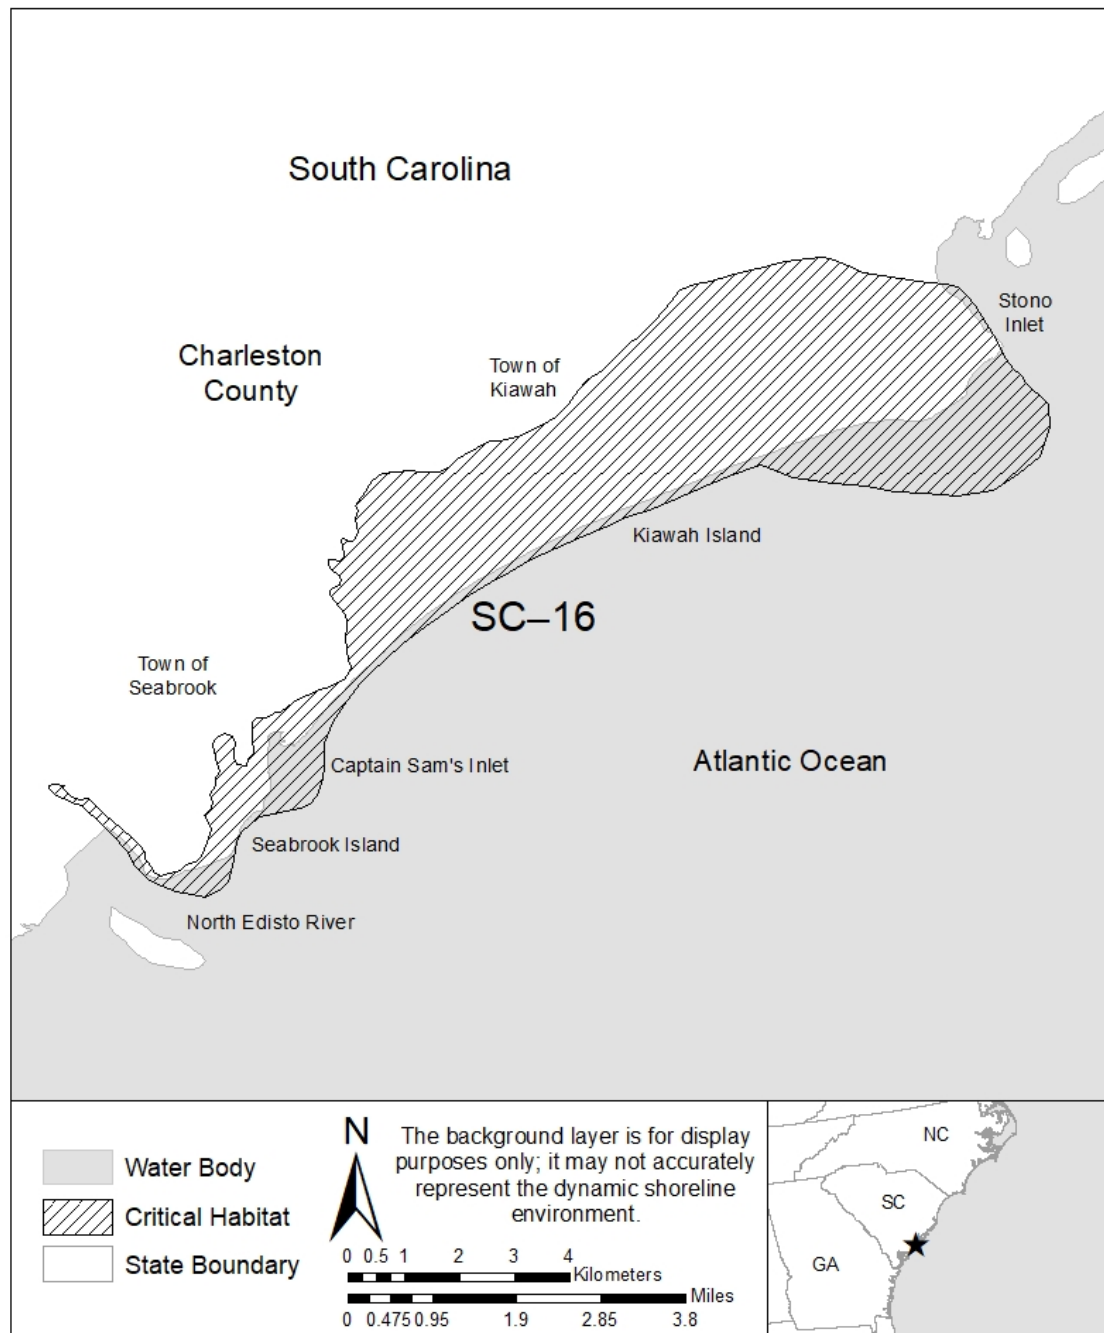 South Carolina
Stono
Inlet
Charleston
County
Town of
Kiawah
Kiawah Island
SC–16
Town of
Seabrook
Captain Sam's Inlet
Atlantic Ocean
Seabrook Island
North Edisto River
Water Body
Critical Habitat
State Boundary
N
The background layer is for display
purposes only; it may not accurately
represent the dynamic shoreline
environment.
0 0.5 1 2 3 4
Kilometers
Miles
0 0.475 0.95 1.9 2.85 3.8
NC
SC
GA